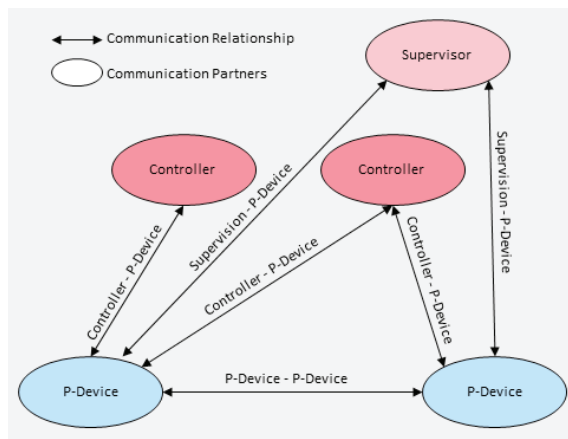 Communication Relationship
Communication Partners
Supervisor
Controller
Controller
Supervision - P-Device
Supervision - P-Device
Controller - P-Device
Controller - P-Device
Controller - P-Device
P-Device - P-Device
P-Device
P-Device